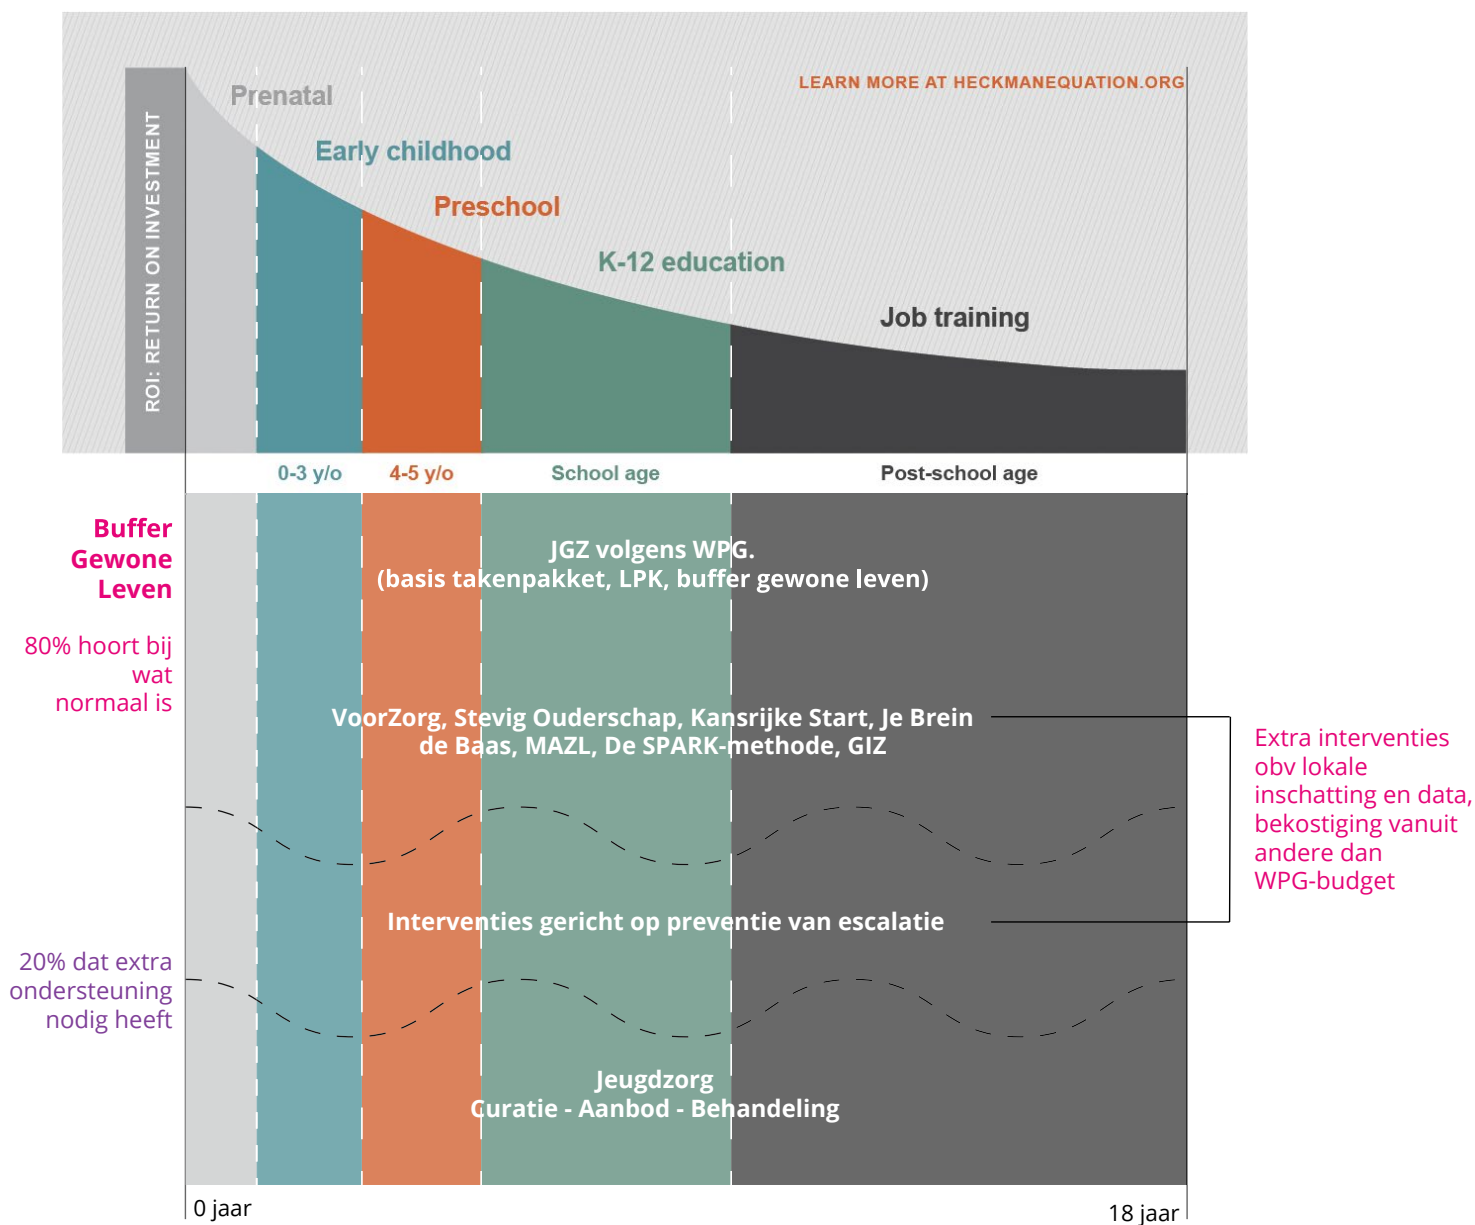 LEARN MORE AT HECKMANEQUATION.ORG
Prenatal
Early childhood
Preschool
K-12 education
Job training
ROI: RETURN ON INVESTMENT
0-3 y/o
4-5 y/o
School age
Post-school age
Buffer
Gewone
Leven
80% hoort bij
wat
normaal is
20% dat extra
ondersteuning
nodig heeft
JGZ volgens WPG.
(basis takenpakket, LPK, buffer gewone leven)
VoorZorg, Stevig Ouderschap, Kansrijke Start, Je Brein
de Baas, MAZL, De SPARK-methode, GIZ
Interventies gericht op preventie van escalatie
Jeugdzorg
Curatie - Aanbod - Behandeling
Extra interventies
obv lokale
inschatting en data,
bekostiging vanuit
andere dan
WPG-budget
0 jaar
18 jaar